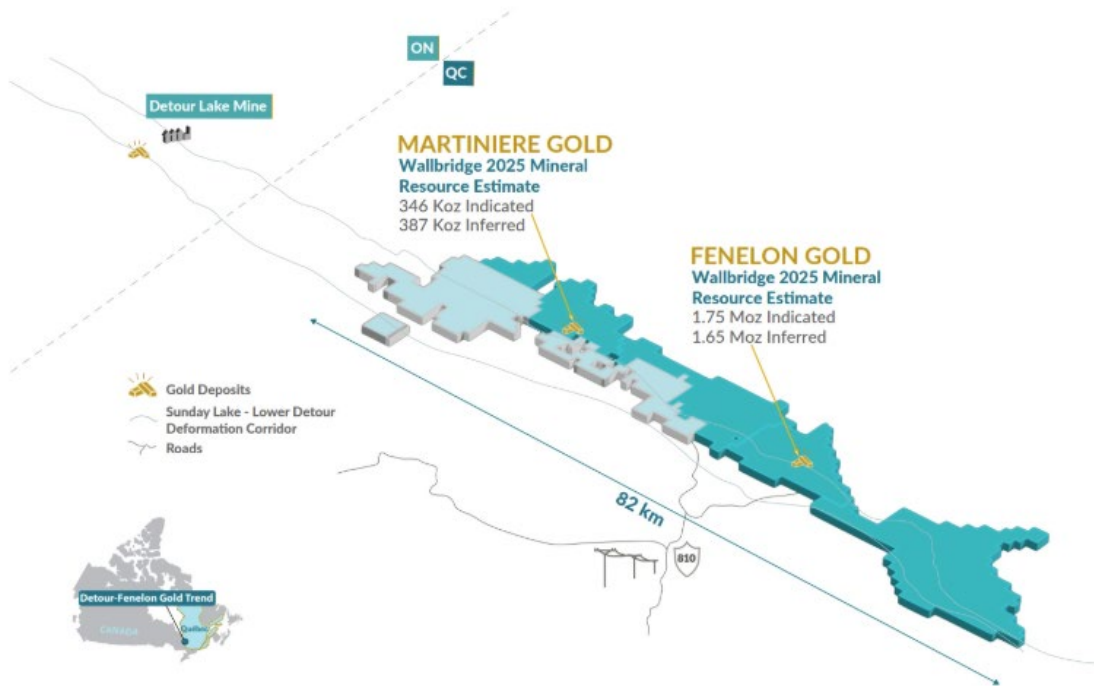 ON
QC
Detour Lake Mine
MARTINIERE GOLD
Wallbridge 2025 Mineral
Resource Estimate
346 Koz Indicated
387 Koz Inferred
FENELON GOLD
Wallbridge 2025 Mineral
Resource Estimate
1.75 Moz Indicated
1.65 Moz Inferred
Gold Deposits
Sunday Lake - Lower Detour
Deformation Corridor
Roads
82 km
810
Detour-Fenelon Gold Trend
Canada
Québec